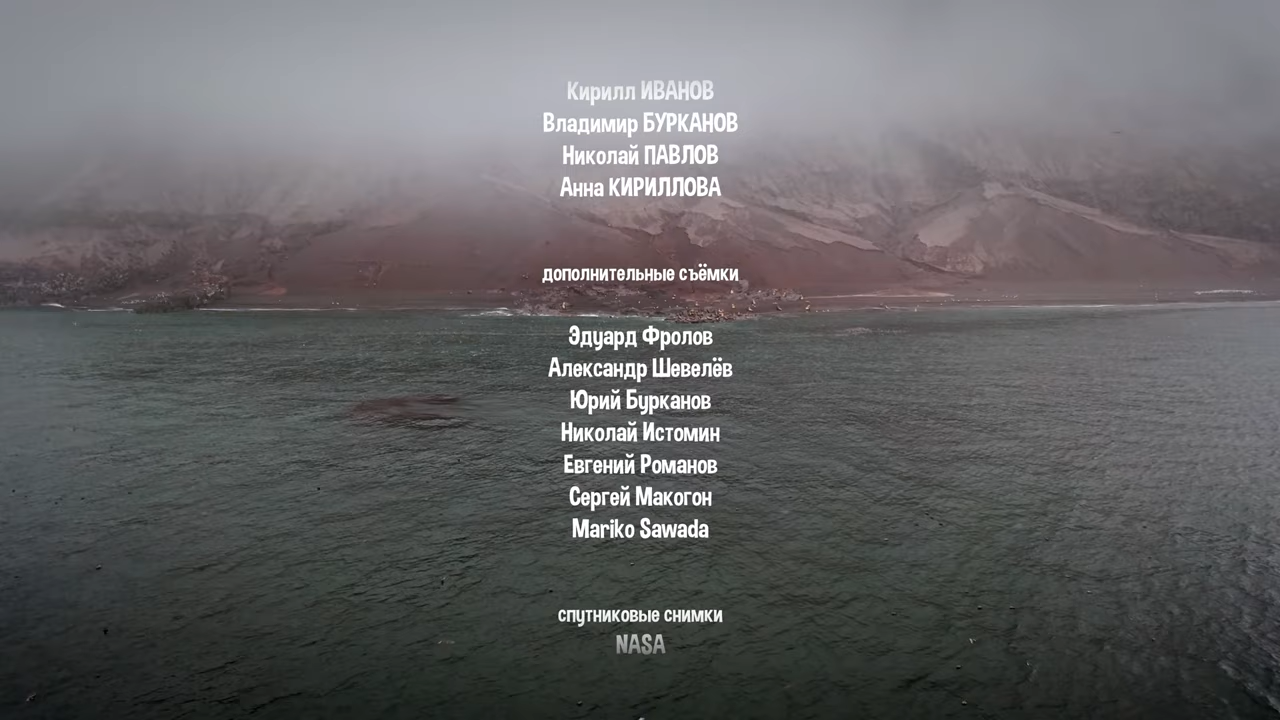 Кирилл ИВАНОВ
Владимир БУРКАНОВ
Николай ПАВЛОВ
Анна КИРИЛЛОВА
дополнительные съёмки
Эдуард Фролов
Александр Шевелёв
Юрий Бурканов
Николай Истомин
Евгений Романов
Сергей Макогон
Mariko Sawada
спутниковые снимки
NASA